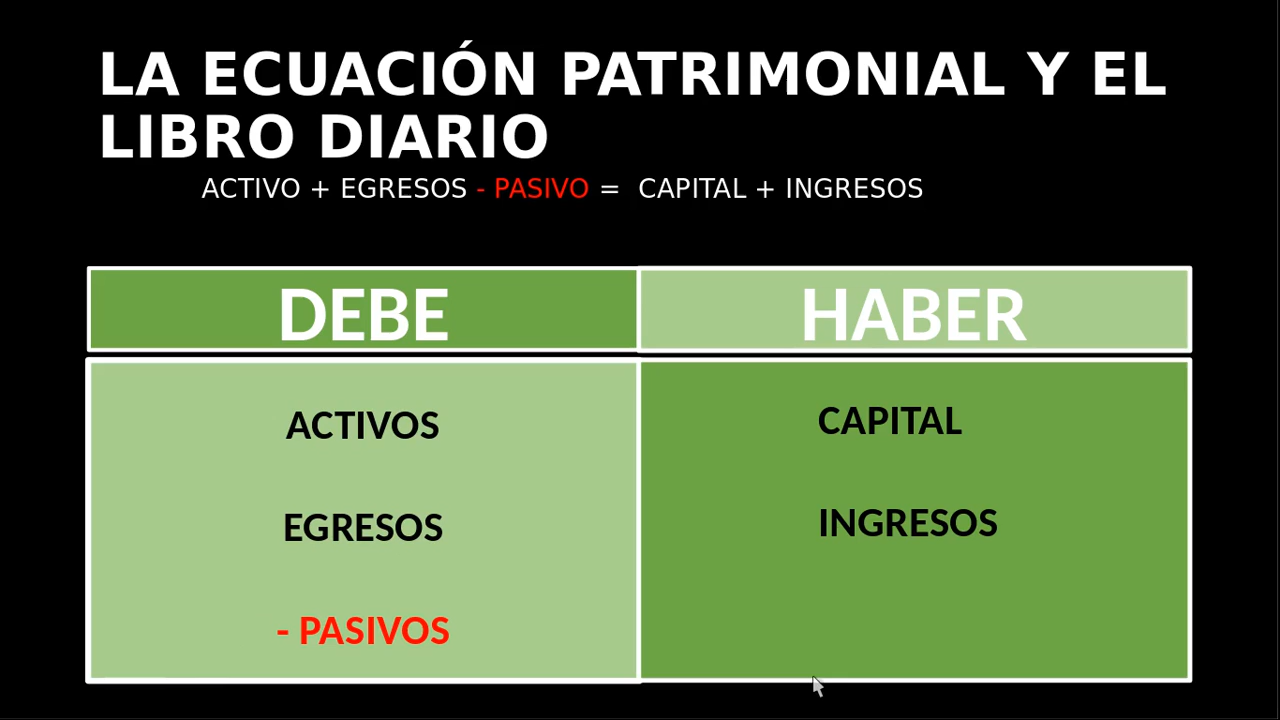 LA ECUACIÓN PATRIMONIAL Y EL
LIBRO DIARIO
ACTIVO + EGRESOS - PASIVO = CAPITAL + INGRESOS
DEBE HABER
ACTIVOS CAPITAL
EGRESOS INGRESOS
- PASIVOS